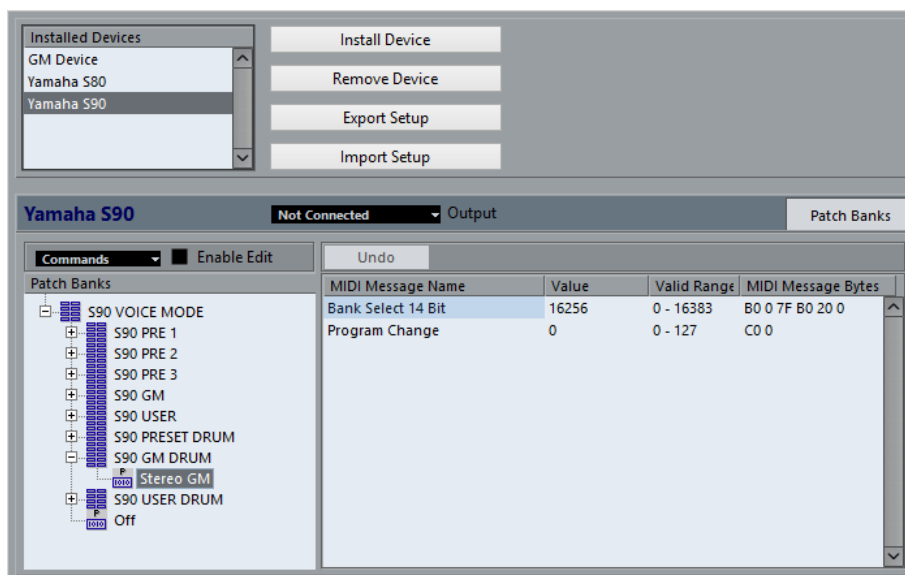 Installed Devices
GM Device
Yamaha S80
Yamaha S90
Install Device
Remove Device
Export Setup
Import Setup
Yamaha S90
Not Connected
Output
Patch Banks
Commands
Enable Edit
Undo
Patch Banks
S90 VOICE MODE
S90 PRE 1
S90 PRE 2
S90 PRE 3
S90 GM
S90 USER
S90 PRESET DRUM
S90 GM DRUM
P 1010 Stereo GM
S90 USER DRUM
P 1010 Off
MIDI Message Name Value Valid Range MIDI Message Bytes
Bank Select 14 Bit 16256 0 - 16383 B0 0 7F B0 20 0
Program Change 0 0 - 127 C0 0